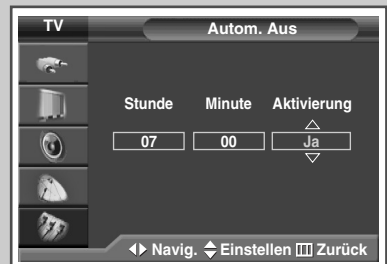 TV
Autom. Aus
Stunde Minute Aktivierung
07 00 Ja
Navig. Einstellen Zurück